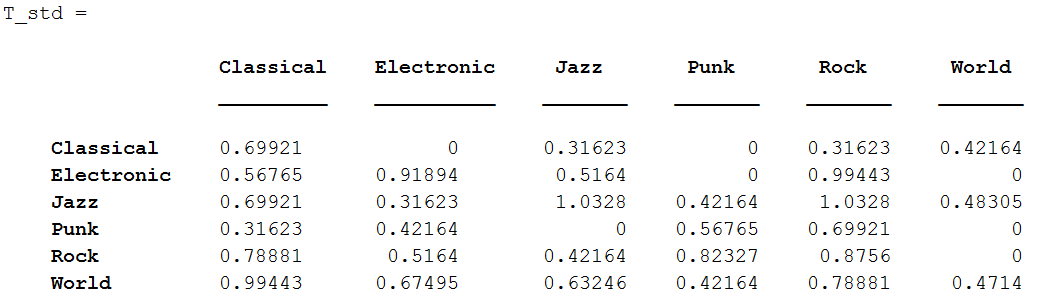 T_std =
Classical Electronic Jazz Punk Rock World
Classical 0.69921 0 0.31623 0 0.31623 0.42164
Electronic 0.56765 0.91894 0.5164 0 0.99443 0
Jazz 0.69921 0.31623 1.0328 0.42164 1.0328 0.48305
Punk 0.31623 0.42164 0 0.56765 0.69921 0
Rock 0.78881 0.5164 0.42164 0.82327 0.8756 0
World 0.99443 0.67495 0.63246 0.42164 0.78881 0.4714